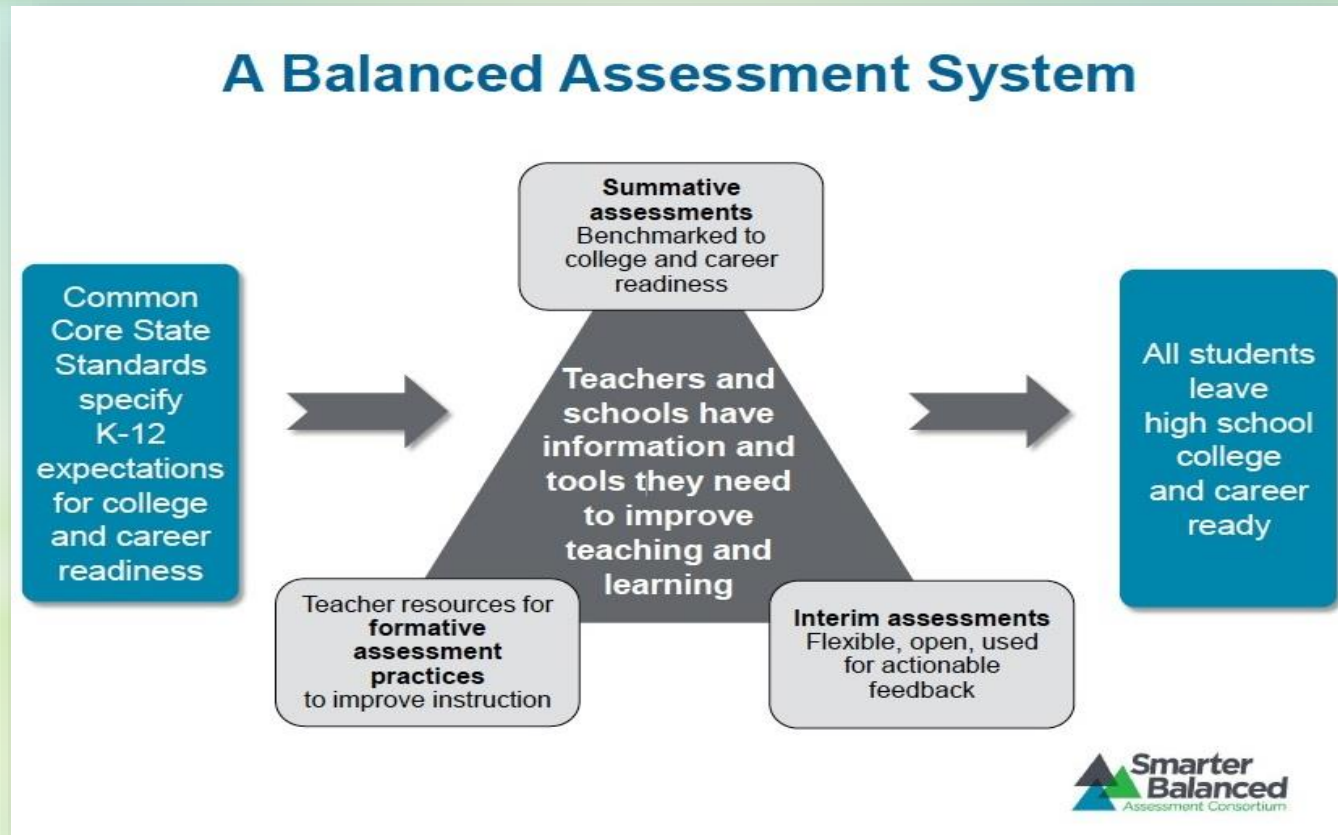 A Balanced Assessment System
Common
Core State
Standards
specify
K-12
expectations
for college
and career
readiness
Summative
assessments
Benchmarked to
college and career
readiness
Teachers and
schools have
information and
tools they need
to improve
teaching and
learning
Teacher resources for
formative
assessment
practices
to improve instruction
Interim assessments
Flexible, open, used
for actionable
feedback
All students
leave
high school
college
and career
ready
Smarter
Balanced
Assessment Consortium